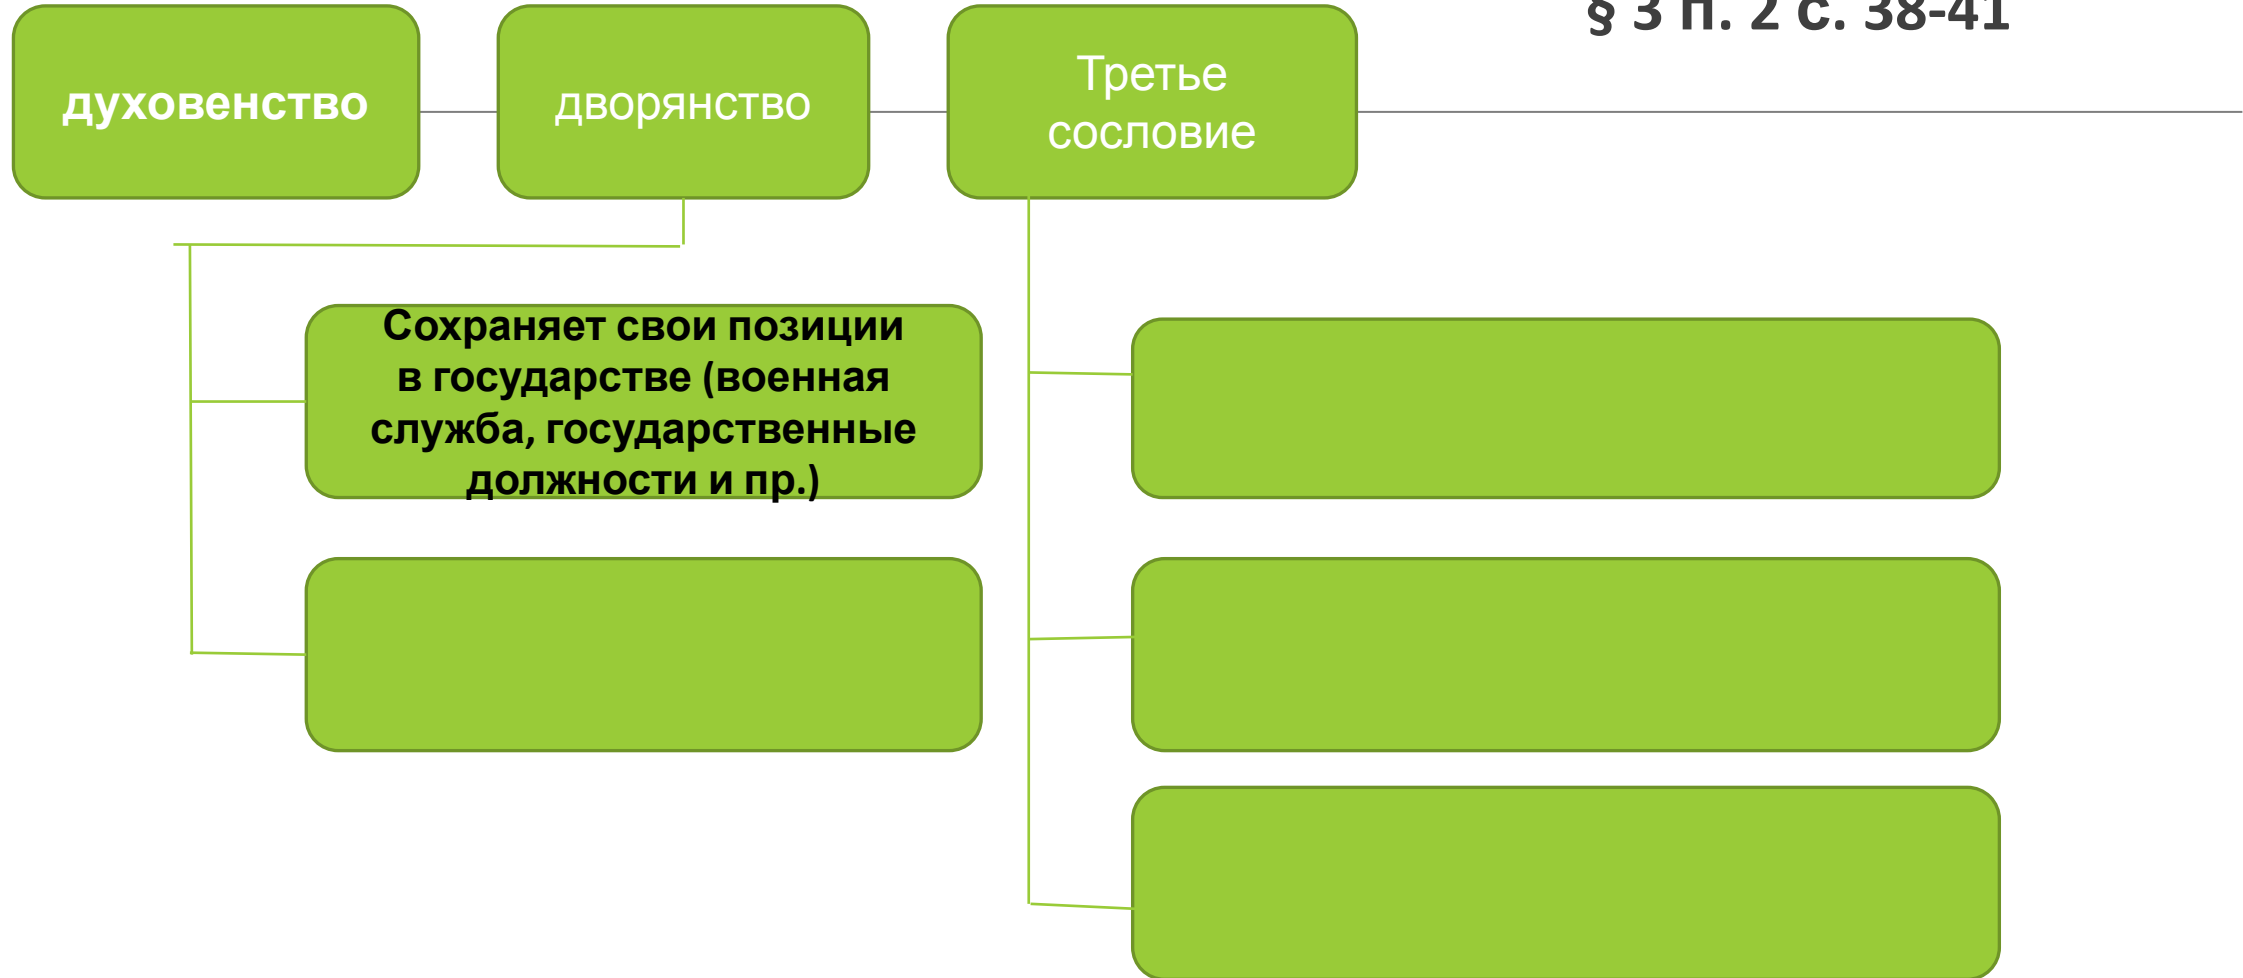 § 3 п. 2 с. 38-41
духовенство
дворянство
Третье
сословие
Сохраняет свои позиции
в государстве (военная
служба, государственные
должности и пр.)